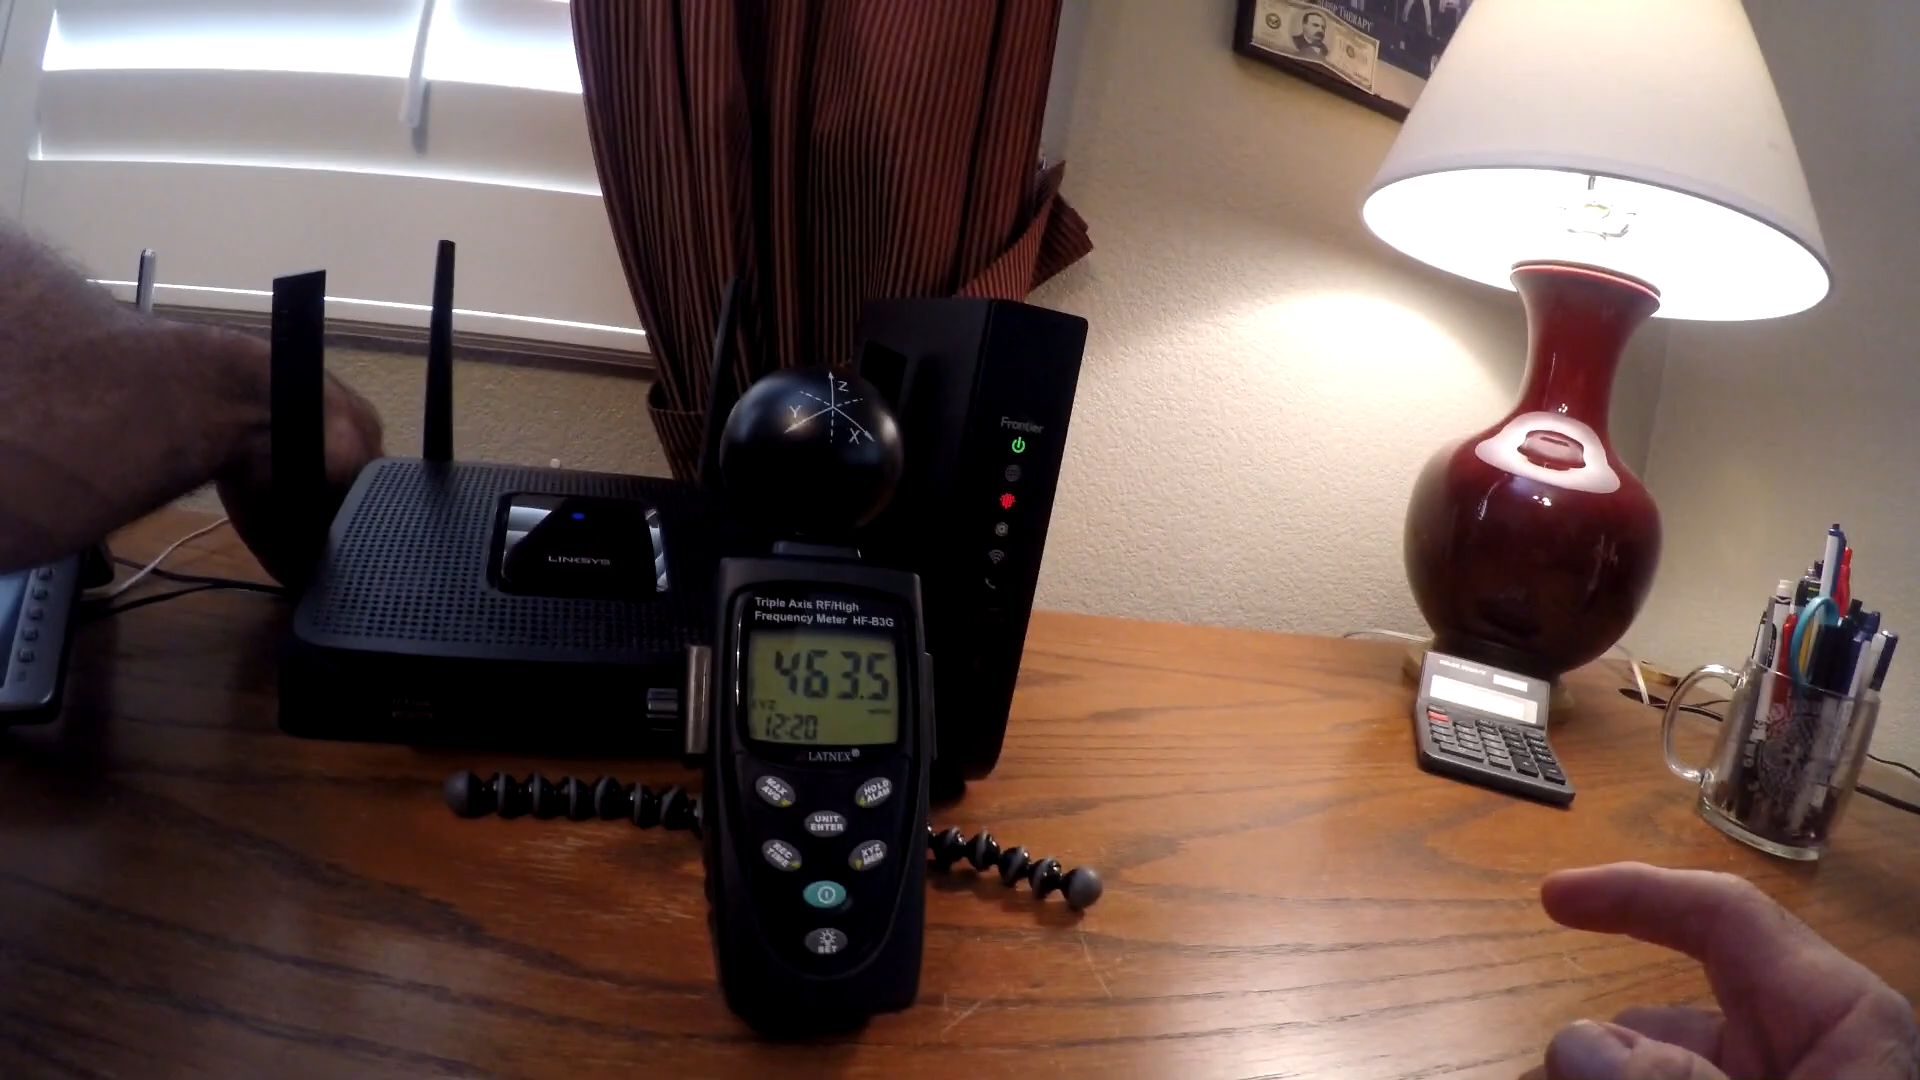 THERAPY
Frontier
Z
Y
X
LINKSYS
Triple Axis RF/High
Frequency Meter HF-B3G
463.5
XYZ
12:20
LATNEX
MAX
AVG
HOLD
ALAM
UNIT
ENTER
REC
TIME
XYZ
MEM
SET